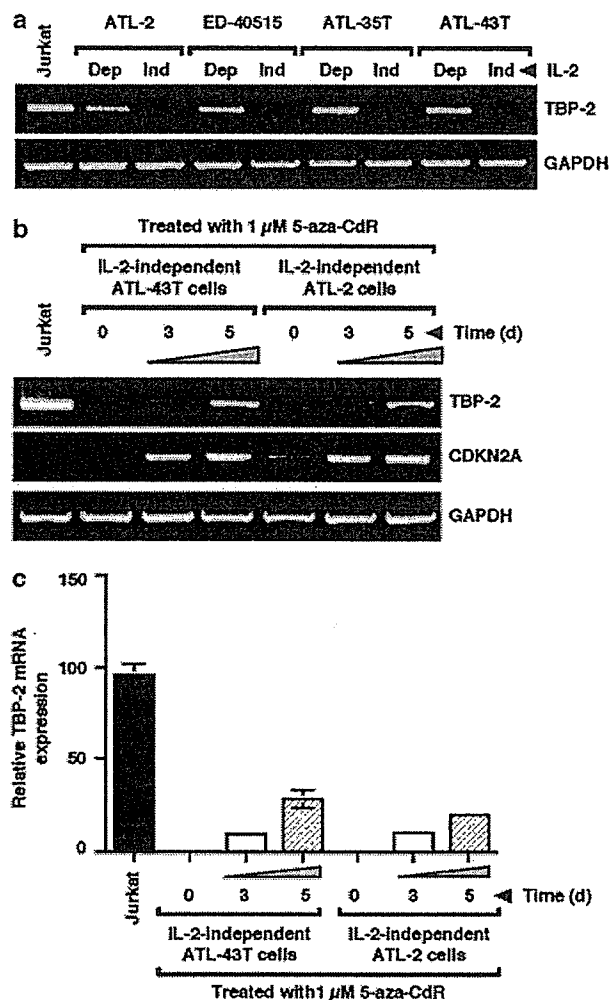 a
Jurkat
ATL-2 ED-40515 ATL-35T ATL-43T
Dep Ind Dep Ind Dep Ind Dep Ind IL-2
TBP-2
GAPDH
b
Treated with 1 µM 5-aza-CdR
IL-2-independent ATL-43T cells
IL-2-independent ATL-2 cells
Jurkat
0 3 5 0 3 5 Time (d)
TBP-2
CDKN2A
GAPDH
c
Relative TBP-2 mRNA
expression
150
100
50
0
Jurkat
0 3 5 0 3 5 Time (d)
IL-2-independent ATL-43T cells
IL-2-independent ATL-2 cells
Treated with1 µM 5-aza-CdR